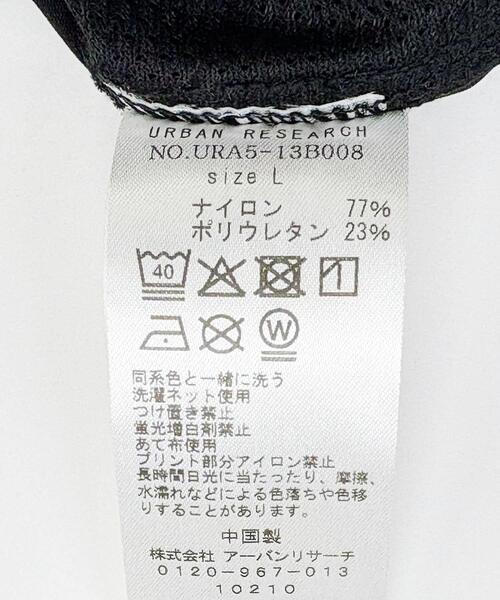 URBAN RESEARCH
NO.URA5-13B008
size L
ナイロン 77%
ポリウレタン 23%
40
W
同系色と一緒に洗う
洗濯ネット使用
つけ置き禁止
蛍光増白剤禁止
あて布使用
プリント部分アイロン禁止
長時間日光に当たったり、摩擦、
水濡れなどによる色落ちや色移
りすることがあります。
中国製
株式会社 アーバンリサーチ
0120-967-013
10210